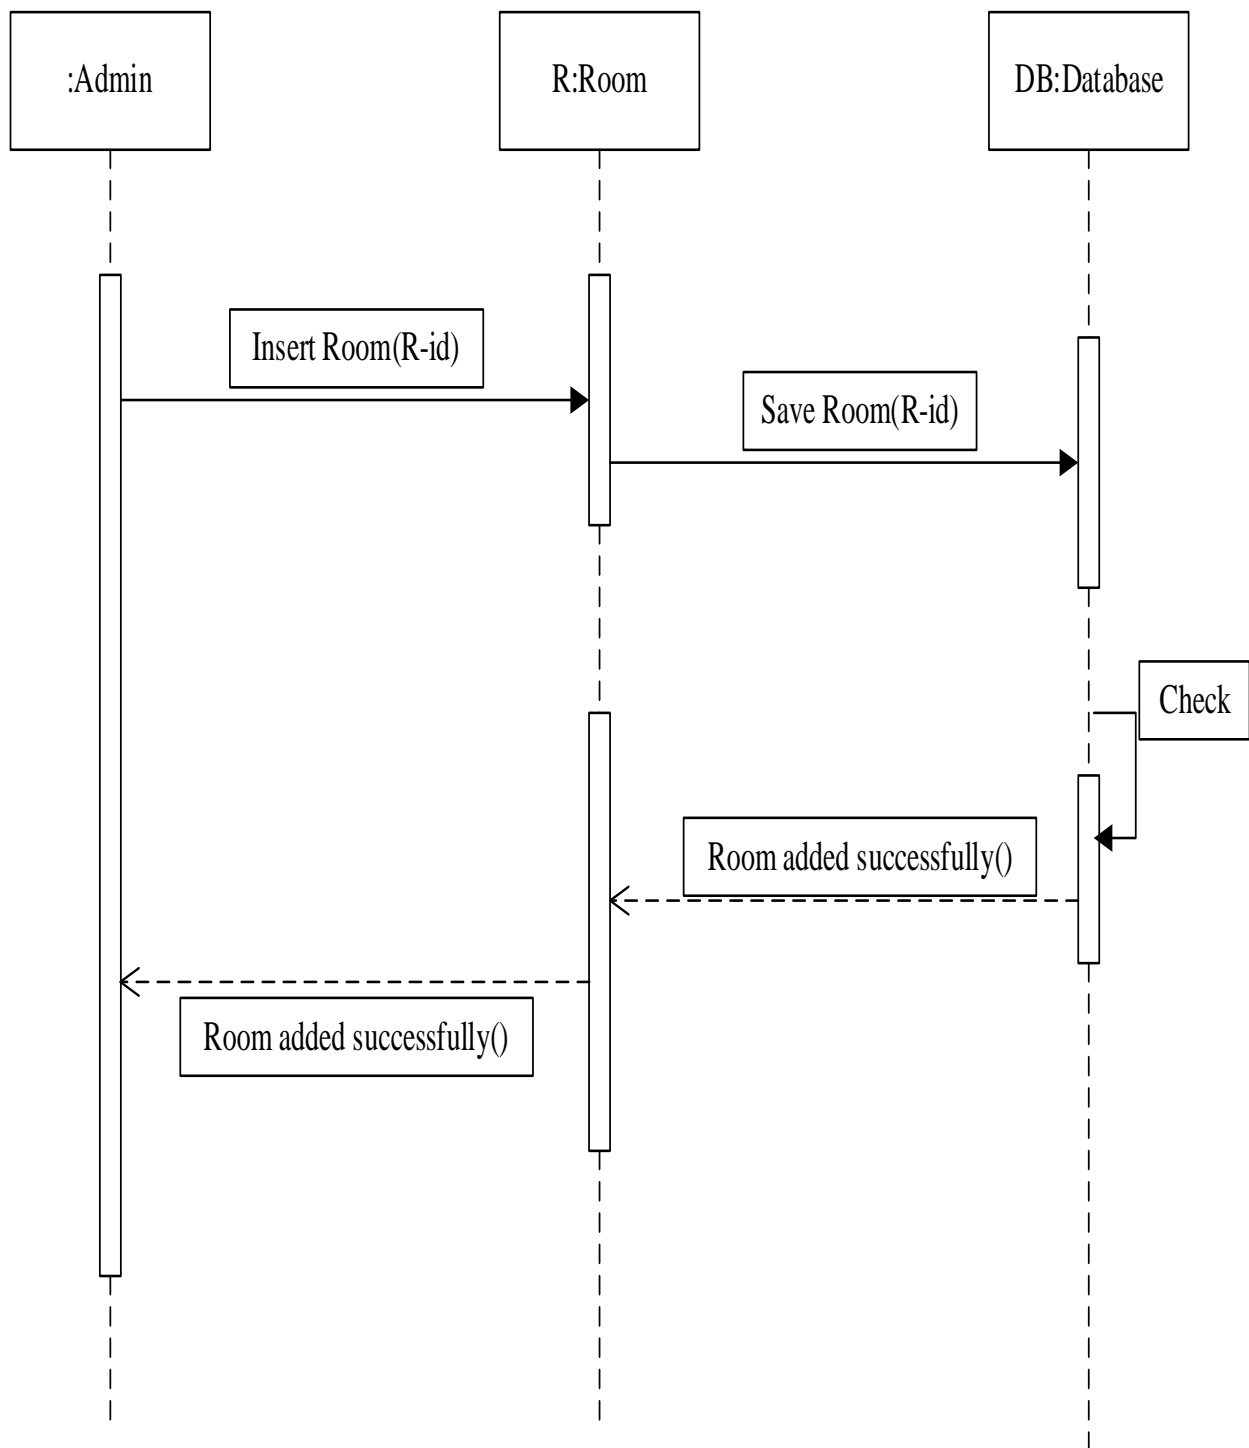 :Admin
R:Room
DB:Database
Insert Room(R-id)
Save Room(R-id)
Check
Room added successfully()
Room added successfully()